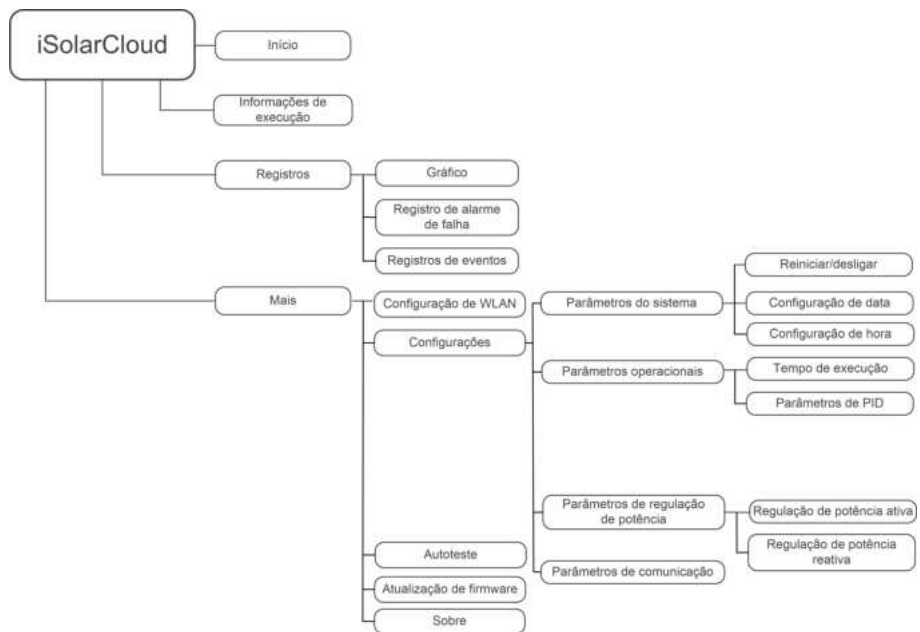 iSolarCloud
Início
Informações de
execução
Registros
Gráfico
Registro de alarme
de falha
Registros de eventos
Mais
Configuração de WLAN
Configurações
Parâmetros do sistema
Reiniciar/desligar
Configuração de data
Configuração de hora
Parâmetros operacionais
Tempo de execução
Parâmetros de PID
Parâmetros de regulação
de potência
Regulação de potência ativa
Regulação de potência
reativa
Parâmetros de comunicação
Autoteste
Atualização de firmware
Sobre